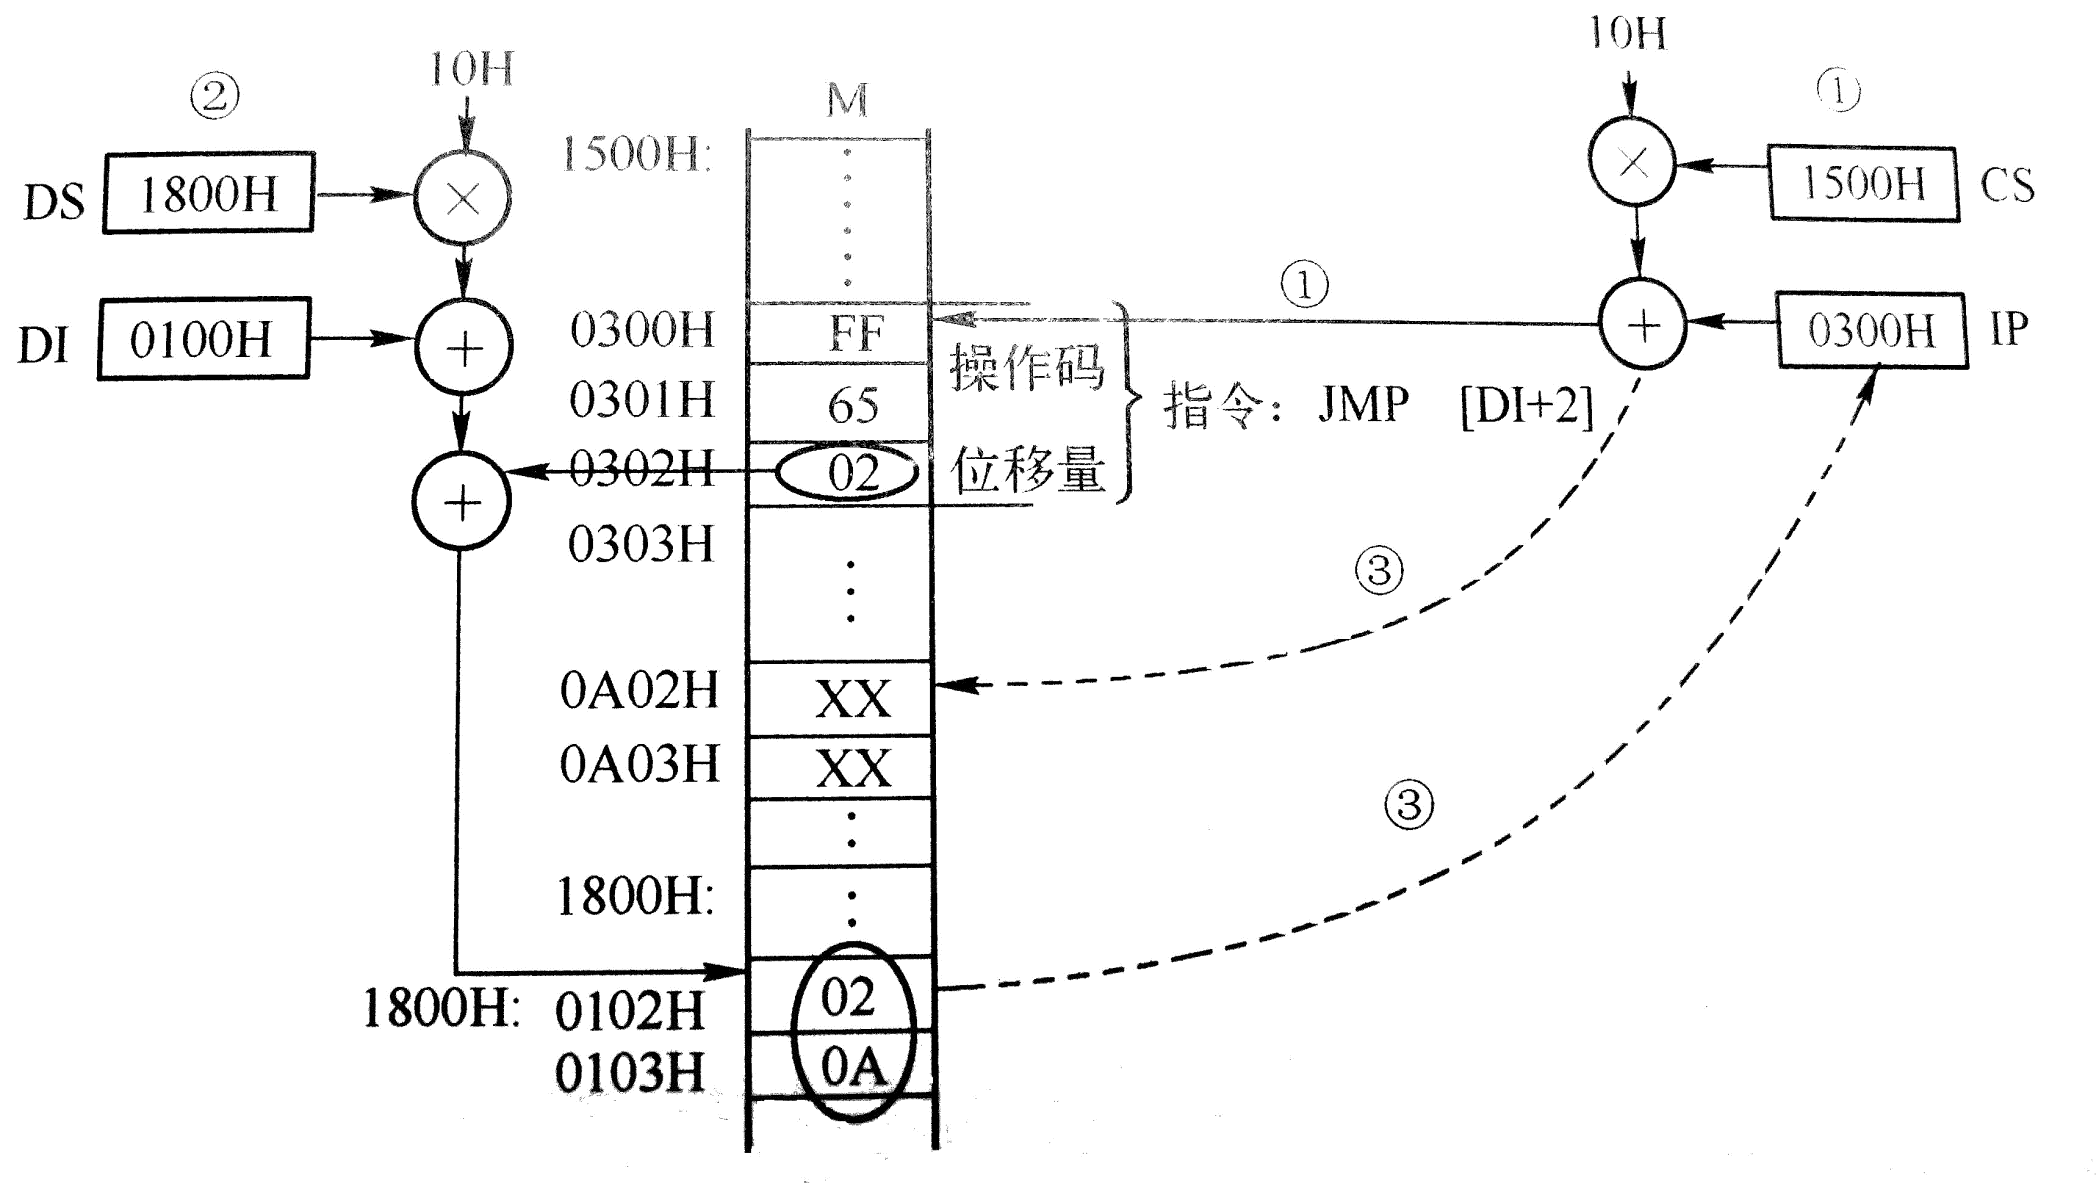 10H
10H
②
M
①
1500H:
DS
1800H
×
×
1500H
CS
①
0300H
FF
+
0300H
IP
DI
0100H
+
操作码
0301H
65
指令: JMP [DI+2]
0302H
02
位移量
+
0303H
③
0A02H
XX
0A03H
XX
③
1800H:
1800H: 0102H
02
0103H
0A